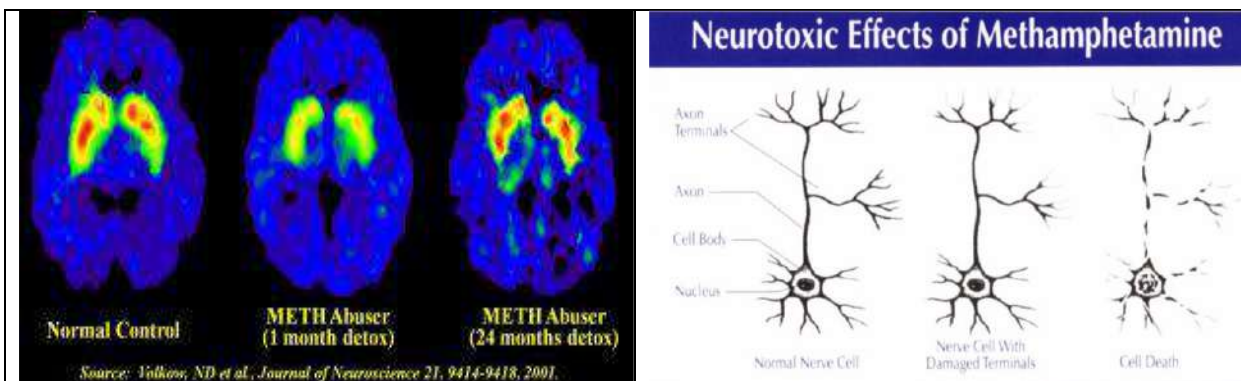 Normal Control
METH Abuser
(1 month detox)
METH Abuser
(24 months detox)
Source: Volkow, ND et al., Journal of Neuroscience 21, 9414-9418, 2001.
Neurotoxic Effects of Methamphetamine
Axon
Terminals
Axon
Cell Body
Nucleus
Normal Nerve Cell
Nerve Cell With
Damaged Terminals
Cell Death